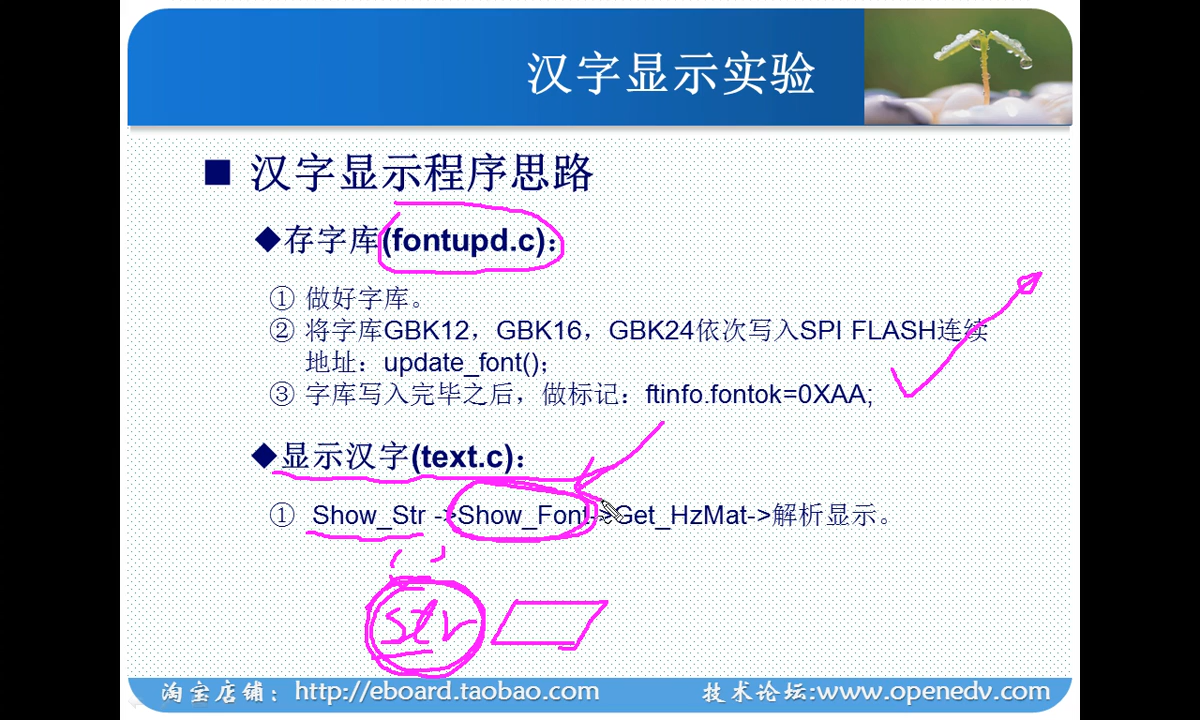 汉字显示实验
■ 汉字显示程序思路
◆存字库(fontupd.c)：
① 做好字库。
② 将字库GBK12，GBK16，GBK24依次写入SPI FLASH连续
地址：update_font();
③ 字库写入完毕之后，做标记：ftinfo.fontok=0XAA;
◆显示汉字(text.c)：
① Show_Str ->Show_Font->Get_HzMat->解析显示。
str
淘宝店铺：http://eboard.taobao.com
技术论坛:www.openedv.com